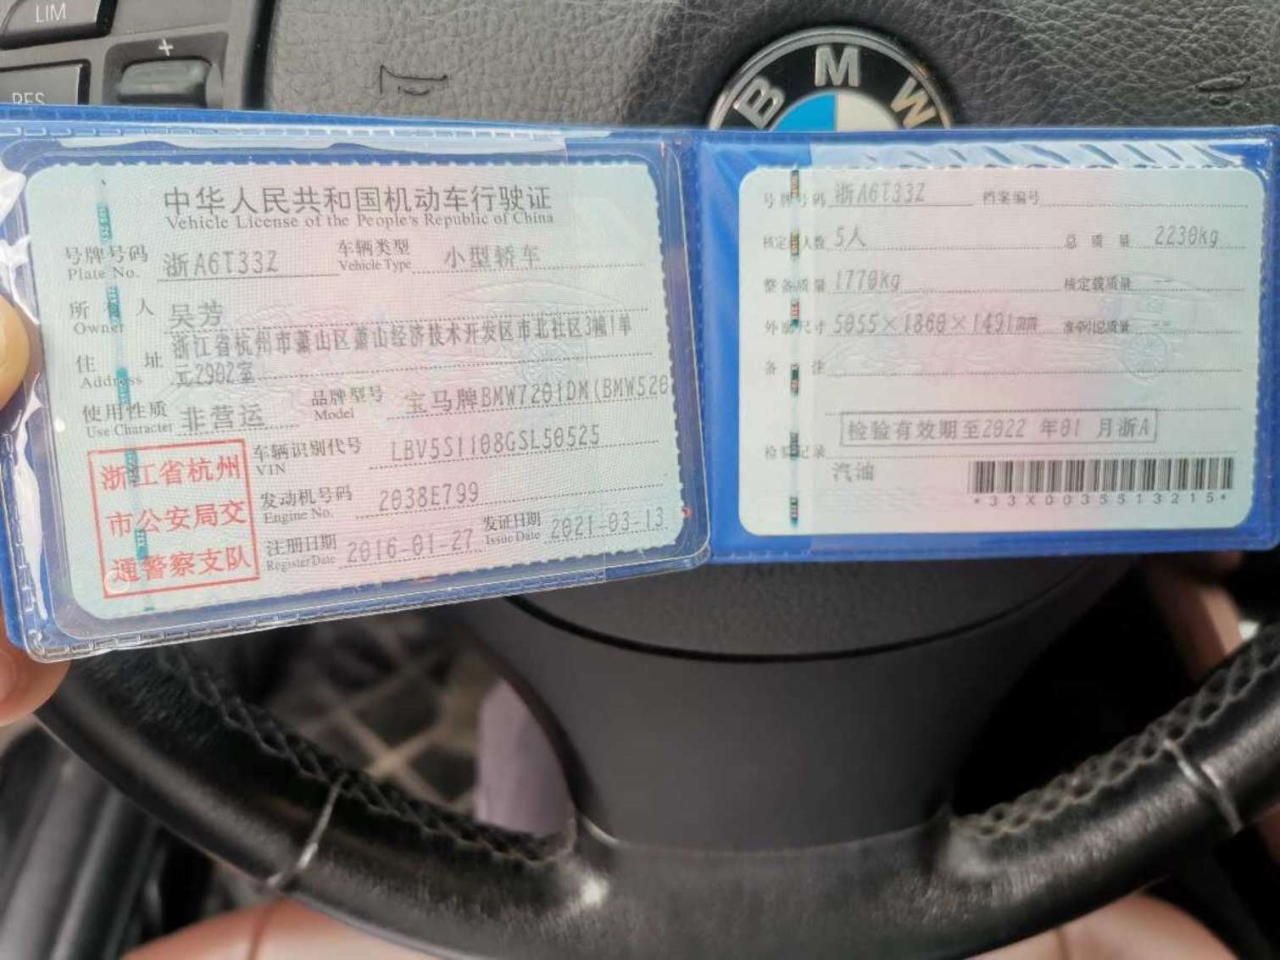 LIM
+
RES
BMW
中华人民共和国机动车行驶证
Vehicle License of the People's Republic of China
号牌号码 浙A6T33Z 车辆类型 小型轿车
Plate No. Vehicle Type
所有人 吴芳
Owner
住址 浙江省杭州市萧山区萧山经济技术开发区市北社区3幢1单
Address 元2902室
使用性质 非营运 品牌型号 宝马牌BMW7201DM(BMW520
Use Character Model
浙江省杭州
市公安局交
通警察支队
车辆识别代号 LBV5S1108GSL50525
VIN
发动机号码 2038E799
Engine No.
注册日期 2016-01-27 发证日期 2021-03-13
Register Date Issue Date
号牌号码 浙A6T33Z 档案编号
核定人数 5人 总质量 2230kg
整备质量 1770kg 核定载质量 --
外廓尺寸 5055×1860×1491mm 准牵引总质量 --
备注
检验有效期至2022 年01 月浙A
检验记录
汽油
*33X0035513215*